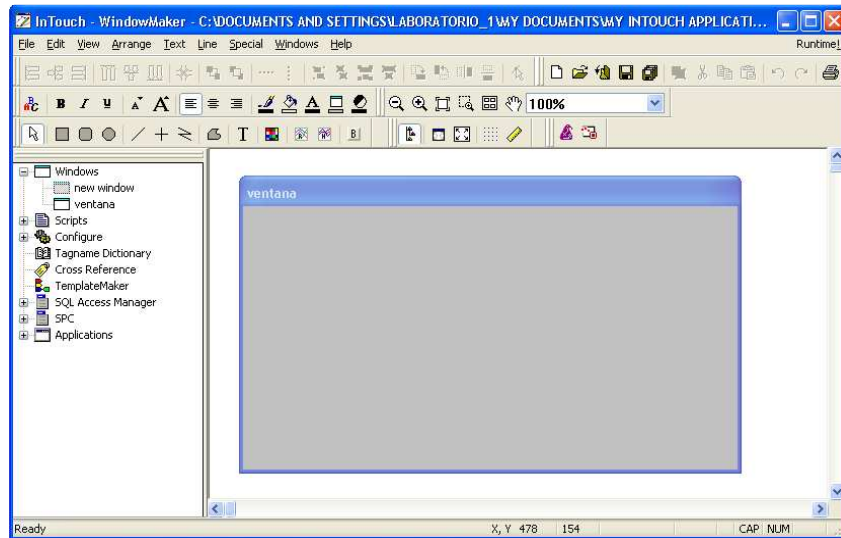 InTouch - WindowMaker - C:\DOCUMENTS AND SETTINGS\LABORATORIO_1\MY DOCUMENTS\MY INTOUCH APPLICATI...
File Edit View Arrange Text Line Special Windows Help Runtime!
abc B I U A A A 100%
T B
Windows
new window
ventana
Scripts
Configure
Tagname Dictionary
Cross Reference
TemplateMaker
SQL Access Manager
SPC
Applications
ventana
Ready X, Y 478 154 CAP NUM